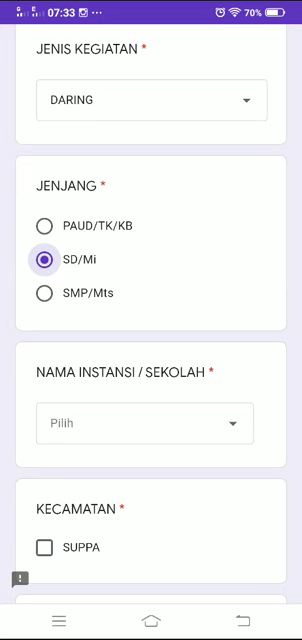 G E 07:33 ... 70%
JENIS KEGIATAN *
DARING
JENJANG *
PAUD/TK/KB
SD/Mi
SMP/Mts
NAMA INSTANSI / SEKOLAH *
Pilih
KECAMATAN *
SUPPA